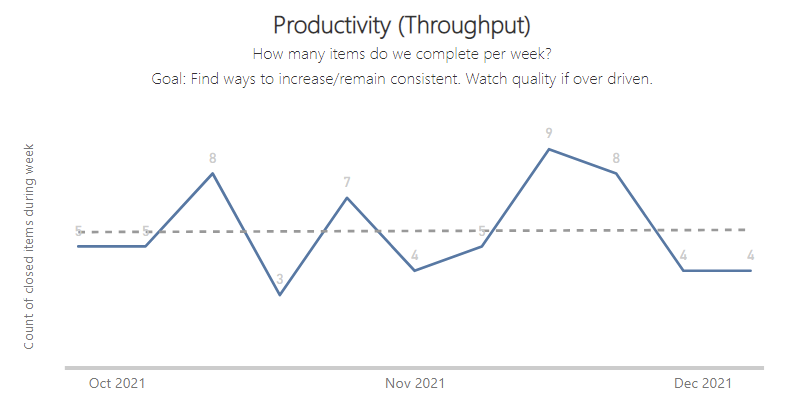 Productivity (Throughput)
How many items do we complete per week?
Goal: Find ways to increase/remain consistent. Watch quality if over driven.
Count of closed items during week
5
5
8
3
7
4
5
9
8
4
4
Oct 2021
Nov 2021
Dec 2021